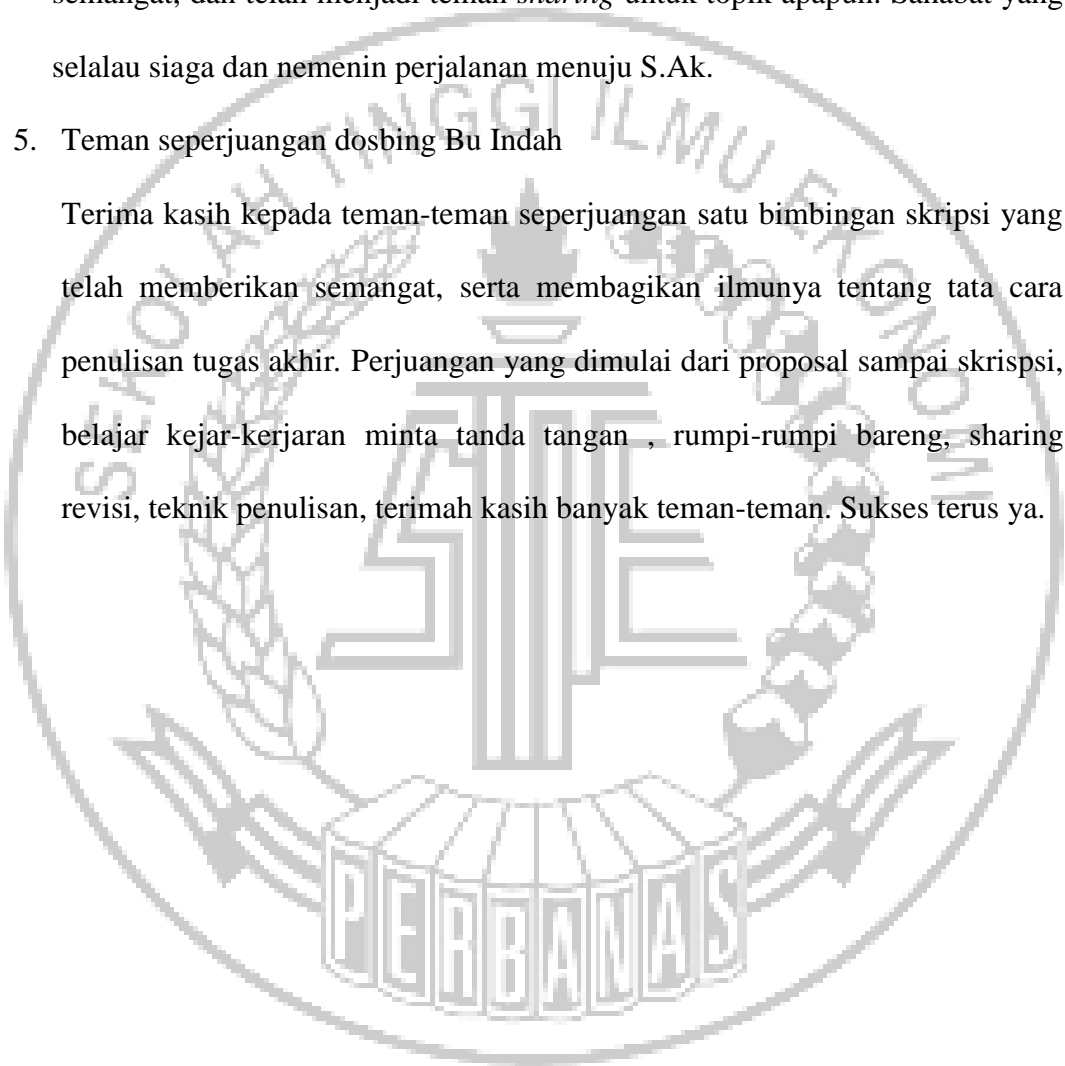 semangat, dan telah menjadi teman sharing untuk topik apapun. Sahabat yang
selalau siaga dan nemenin perjalanan menuju S.Ak.
5. Teman seperjuangan dosbing Bu Indah
Terima kasih kepada teman-teman seperjuangan satu bimbingan skripsi yang
telah memberikan semangat, serta membagikan ilmunya tentang tata cara
penulisan tugas akhir. Perjuangan yang dimulai dari proposal sampai skrispsi,
belajar kejar-kerjaran minta tanda tangan , rumpi-rumpi bareng, sharing
revisi, teknik penulisan, terimah kasih banyak teman-teman. Sukses terus ya.
SEKOLAH TINGGI ILMU EKONOMI
PERBANAS